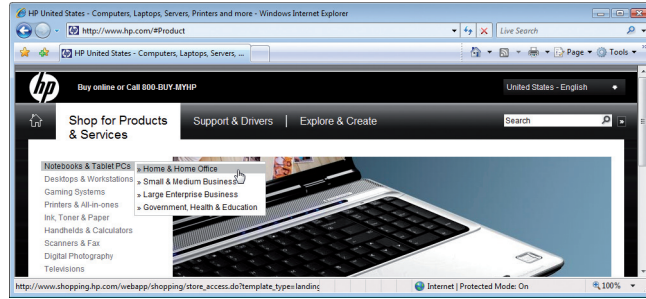 HP United States - Computers, Laptops, Servers, Printers and more - Windows Internet Explorer
http://www.hp.com/#Product
Live Search
HP United States - Computers, Laptops, Servers, ...
Page
Tools
hp
Buy online or Call 800-BUY-MYHP
United States - English
Shop for Products
& Services
Support & Drivers
Explore & Create
Search
Notebooks & Tablet PCs
» Home & Home Office
Desktops & Workstations
» Small & Medium Business
Gaming Systems
» Large Enterprise Business
Printers & All-in-ones
» Government, Health & Education
Ink, Toner & Paper
Handhelds & Calculators
Scanners & Fax
Digital Photography
Televisions
http://www.shopping.hp.com/webapp/shopping/store_access.do?template_type=landing
Internet | Protected Mode: On
100%